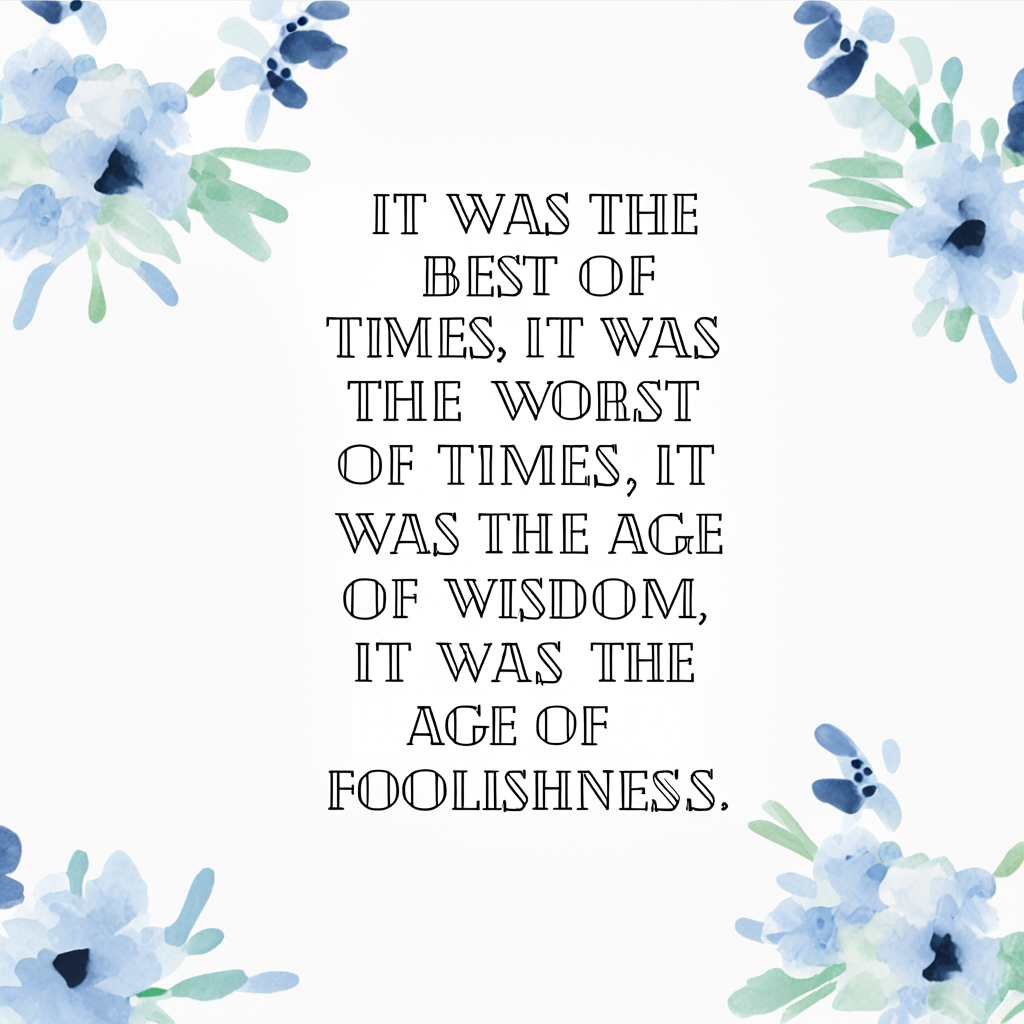 IT WAS THE
BEST OF
TIMES, IT WAS
THE WORST
OF TIMES, IT
WAS THE AGE
OF WISDOM,
IT WAS THE
AGE OF
FOOLISHNESS.